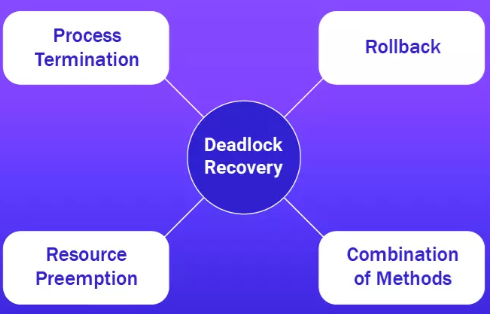 Process
Termination
Rollback
Deadlock
Recovery
Resource
Preemption
Combination
of Methods